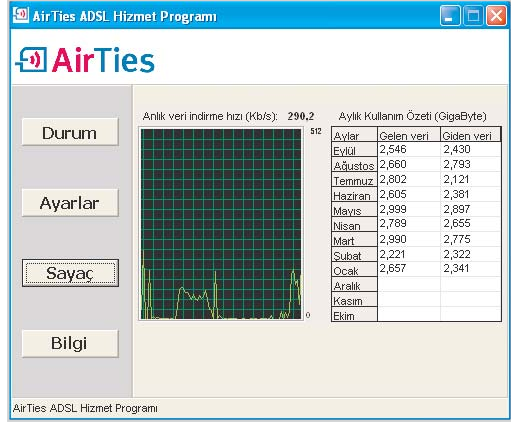 AirTies ADSL Hizmet Programı
AirTies
Durum
Ayarlar
Sayaç
Bilgi
Anlık veri indirme hızı (Kb/s): 290,2
512
0
Aylık Kullanım Özeti (GigaByte)
Aylar Gelen veri Giden veri
Eylül 2,546 2,430
Ağustos 2,660 2,793
Temmuz 2,802 2,121
Haziran 2,605 2,381
Mayıs 2,999 2,897
Nisan 2,789 2,655
Mart 2,990 2,775
Şubat 2,221 2,322
Ocak 2,657 2,341
Aralık
Kasım
Ekim
AirTies ADSL Hizmet Programı